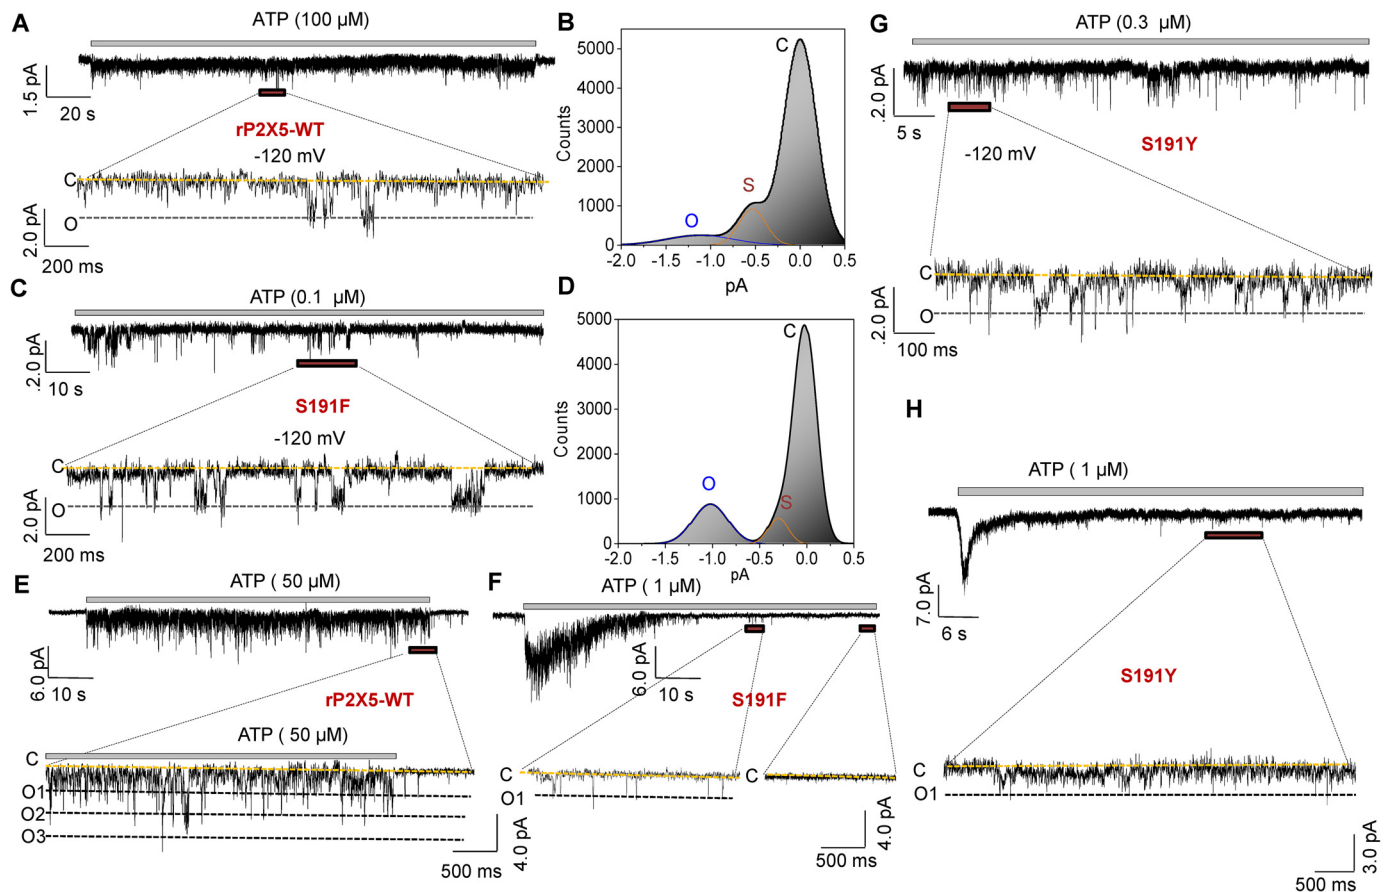 A
ATP (100 µM)
1.5 pA
20 s
rP2X5-WT
-120 mV
C
O
2.0 pA
200 ms
B
5000
4000
3000
2000
1000
0
Counts
C
S
O
-2.0 -1.5 -1.0 -0.5 0.0 0.5
pA
C
ATP (0.1 µM)
.2.0 pA
10 s
S191F
-120 mV
C
O
2.0 pA
200 ms
D
5000
4000
3000
2000
1000
0
Counts
C
O
S
-2.0 -1.5 -1.0 -0.5 0.0 0.5
pA
E
ATP ( 50 µM)
6.0 pA
10 s
rP2X5-WT
ATP ( 50 µM)
C
O1
O2
O3
4.0 pA
500 ms
F
ATP ( 1 µM)
6.0 pA
10 s
S191F
C
O1
C
4.0 pA
500 ms
G
ATP (0.3 µM)
.2.0 pA
5 s
S191Y
-120 mV
C
O
.2.0 pA
100 ms
H
ATP ( 1 µM)
7.0 pA
6 s
S191Y
C
O1
3.0 pA
500 ms